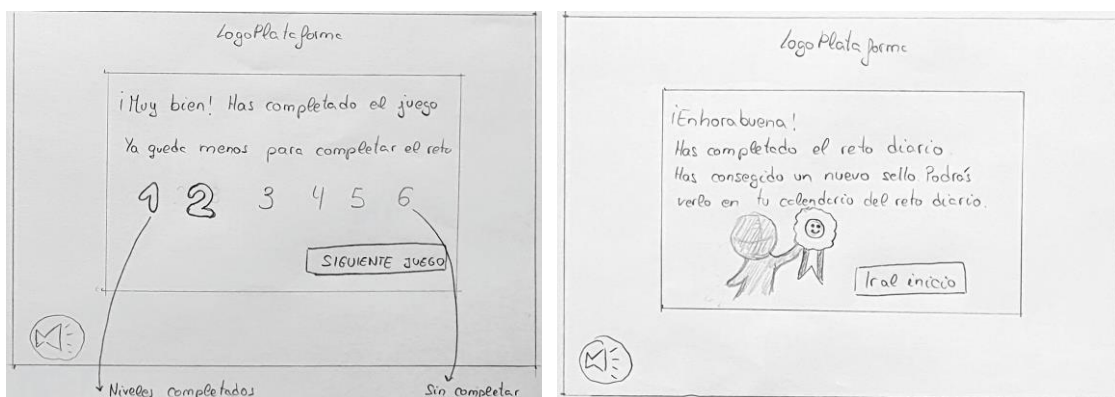 LogoPlataforma
¡Muy bien! Has completado el juego
Ya queda menos para completar el reto
1 2 3 4 5 6
SIGUIENTE JUEGO
Niveles completados
Sin completar
Logo Plataforma
¡Enhorabuena!
Has completado el reto diario.
Has consegido un nuevo sello. Podrás
verlo en tu calendario del reto diario.
Ir al inicio